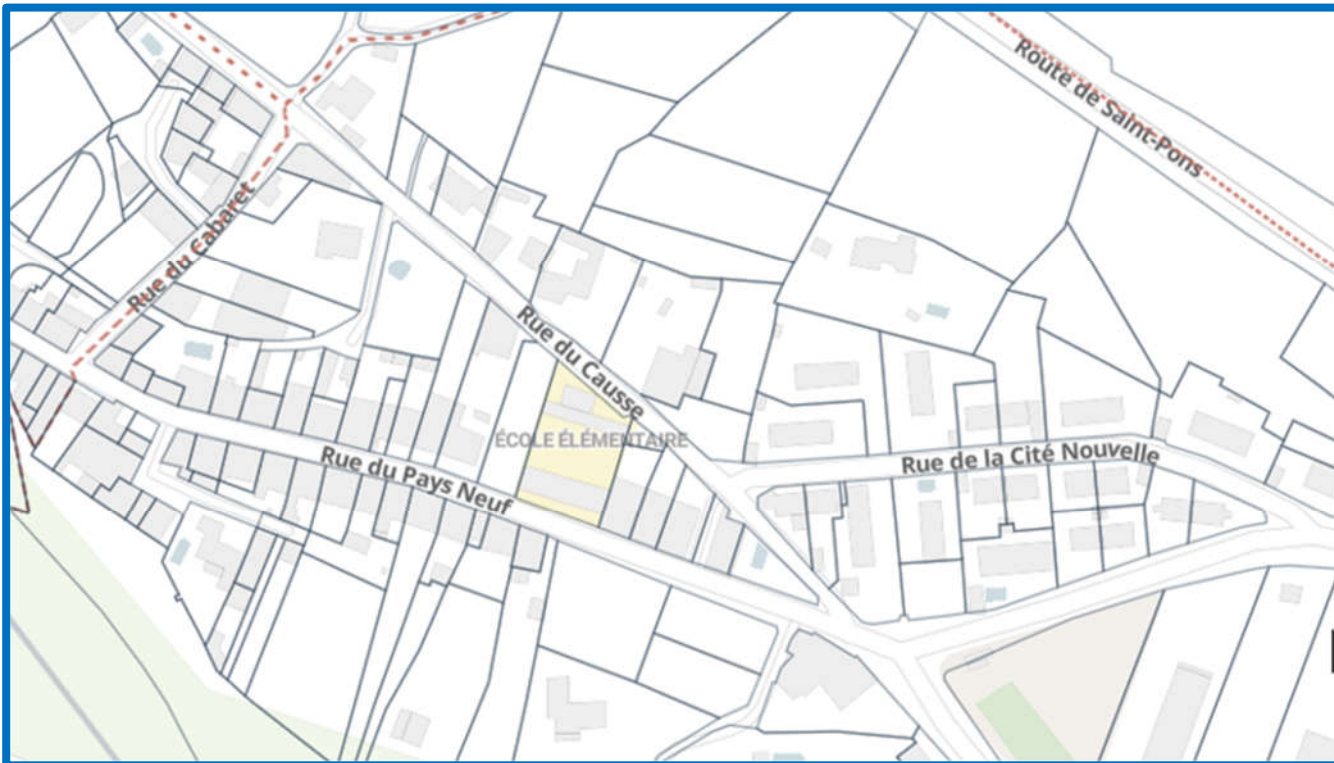 Route de Saint-Pons
Rue du Cabaret
Rue du Causse
ÉCOLE ÉLÉMENTAIRE
Rue du Pays Neuf
Rue de la Cité Nouvelle